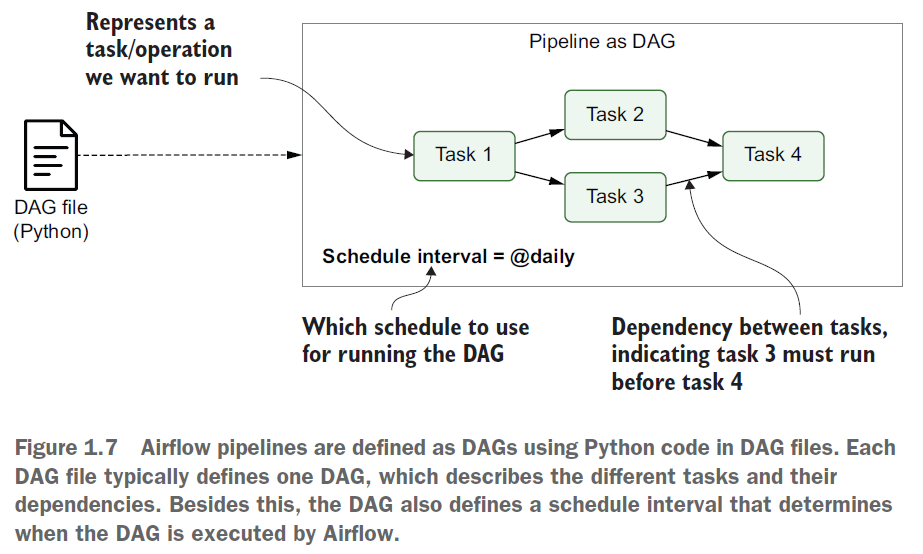 Represents a
task/operation
we want to run
Pipeline as DAG
Task 1
Task 2
Task 3
Task 4
DAG file
(Python)
Schedule interval = @daily
Which schedule to use
for running the DAG
Dependency between tasks,
indicating task 3 must run
before task 4
Figure 1.7 Airflow pipelines are defined as DAGs using Python code in DAG files. Each
DAG file typically defines one DAG, which describes the different tasks and their
dependencies. Besides this, the DAG also defines a schedule interval that determines
when the DAG is executed by Airflow.